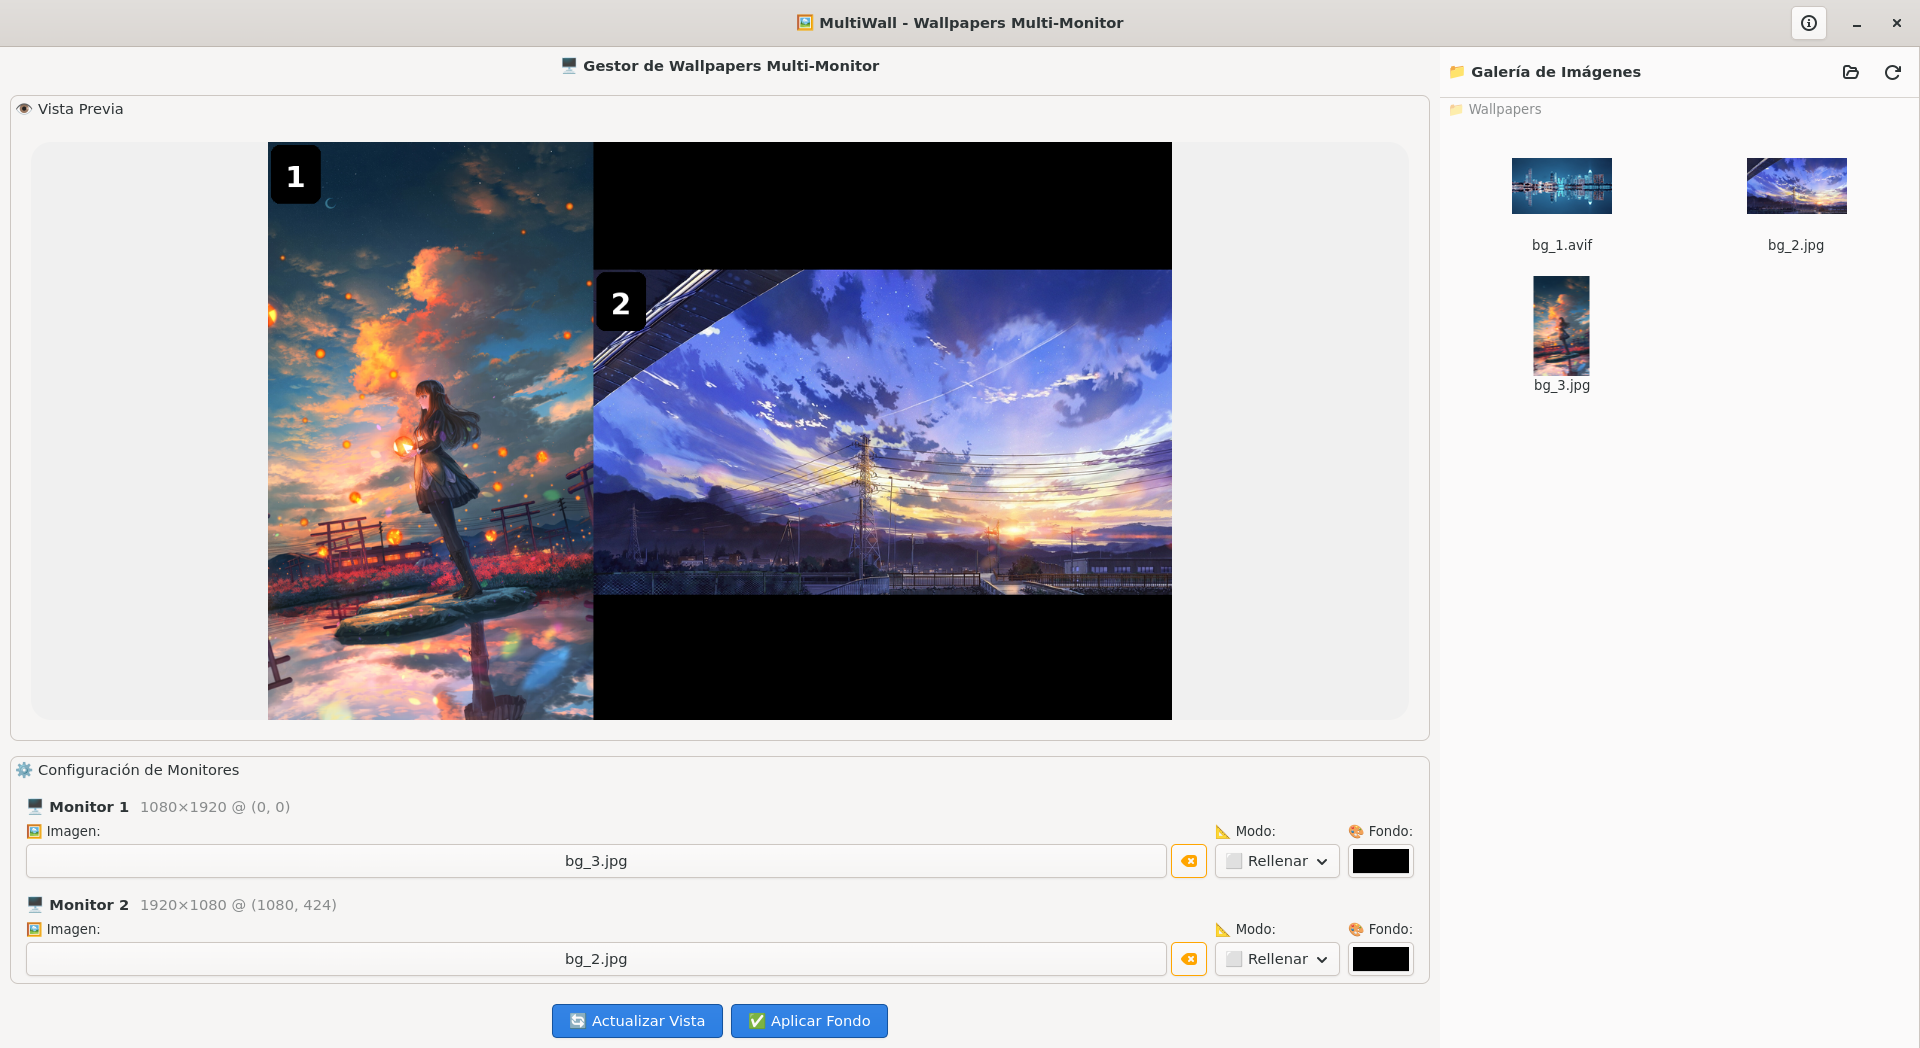 MultiWall - Wallpapers Multi-Monitor
Gestor de Wallpapers Multi-Monitor
Vista Previa
1
2
Configuración de Monitores
Monitor 1 1080×1920 @ (0, 0)
Imagen: Modo: Fondo:
bg_3.jpg Rellenar
Monitor 2 1920×1080 @ (1080, 424)
Imagen: Modo: Fondo:
bg_2.jpg Rellenar
Actualizar Vista Aplicar Fondo
Galería de Imágenes
Wallpapers
bg_1.avif bg_2.jpg
bg_3.jpg